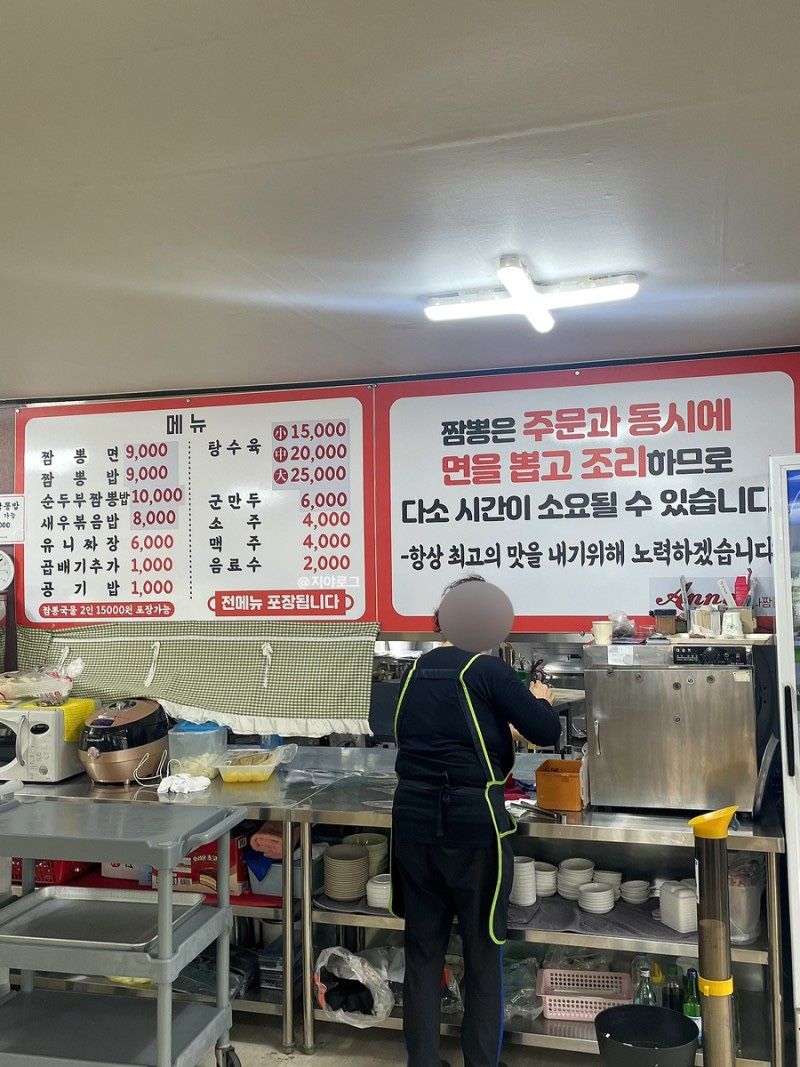 메뉴
짬뽕면 9,000
짬뽕밥 9,000
순두부짬뽕밥 10,000
새우볶음밥 8,000
유니짜장 6,000
곱배기추가 1,000
공기밥 1,000
짬뽕국물 2인 15000원 포장가능
탕수육 小 15,000
中 20,000
大 25,000
군만두 6,000
소주 4,000
맥주 4,000
음료수 2,000
@지야로그
전메뉴 포장됩니다
짬뽕은 주문과 동시에
면을 뽑고 조리하므로
다소 시간이 소요될 수 있습니다
-항상 최고의 맛을 내기위해 노력하겠습니다